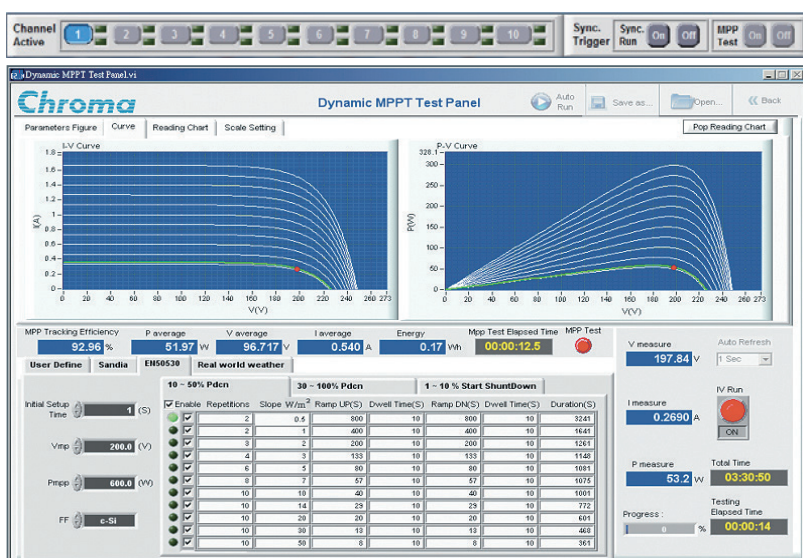 Channel Active 1 2 3 4 5 6 7 8 9 10 Sync. Trigger Sync. Run On Off MPP Test On Off
Dynamic MPPT Test Panel.vi
Chroma Dynamic MPPT Test Panel Auto Run Save as... Open... Back
Parameters Figure Curve Reading Chart Scale Setting Pop Reading Chart
I-V Curve
1.8
1.6
1.4
1.2
1
0.8
0.6
0.4
0.2
0
I(A)
0 20 40 60 80 100 120 140 160 180 200 220 240 260 273
V(V)
P-V Curve
328.1
300
250
200
150
100
50
0
P(W)
0 20 40 60 80 100 120 140 160 180 200 220 240 260 273
V(V)
MPP Tracking Efficiency P average V average I average Energy Mpp Test Elapsed Time MPP Test
92.96 % 51.97 W 96.717 V 0.540 A 0.17 Wh 00:00:12.5
User Define Sandia EN50530 Real world weather
10 ~ 50% Pdcn 30 ~ 100% Pdcn 1 ~ 10 % Start ShuntDown
Enable Repetitions Slope W/m² Ramp UP(S) Dwell Time(S) Ramp DN(S) Dwell Time(S) Duration(S)
2 0.5 800 10 800 10 3241
2 1 400 10 400 10 1641
3 2 200 10 200 10 1261
4 3 133 10 133 10 1148
6 5 80 10 80 10 1081
8 7 57 10 57 10 1075
10 10 40 10 40 10 1001
10 14 29 10 29 10 772
10 20 20 10 20 10 601
10 30 13 10 13 10 468
10 50 8 10 8 10 361
Initial Setup Time 1 (S)
Vmp 200.0 (V)
Pmpp 600.0 (W)
FF c-Si
V measure Auto Refresh
197.84 V 1 Sec
I measure IV Run
0.2690 A ON
P measure Total Time
53.2 W 03:30:50
Progress : Testing Elapsed Time
0 % 00:00:14